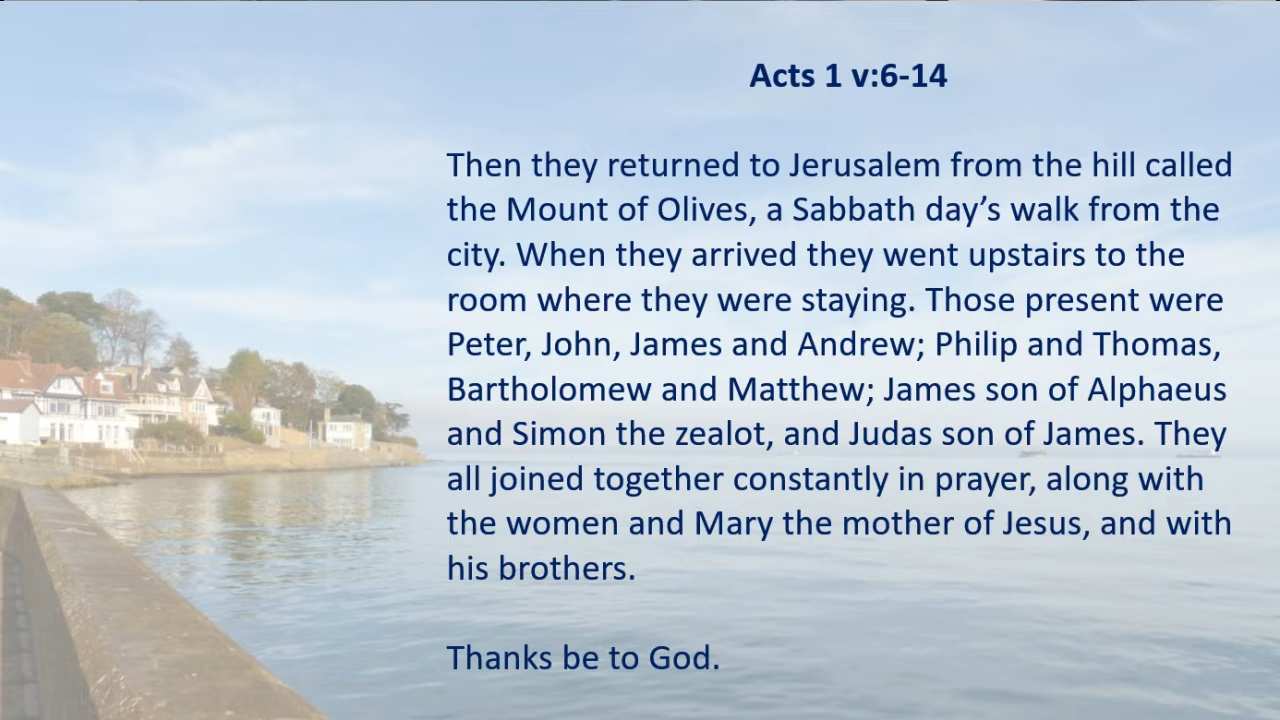 Acts 1 v:6-14
Then they returned to Jerusalem from the hill called
the Mount of Olives, a Sabbath day’s walk from the
city. When they arrived they went upstairs to the
room where they were staying. Those present were
Peter, John, James and Andrew; Philip and Thomas,
Bartholomew and Matthew; James son of Alphaeus
and Simon the zealot, and Judas son of James. They
all joined together constantly in prayer, along with
the women and Mary the mother of Jesus, and with
his brothers.
Thanks be to God.